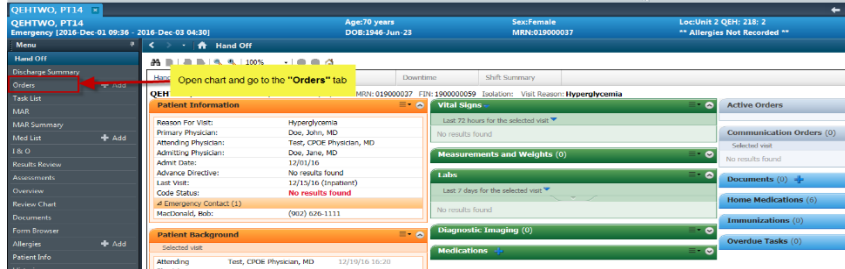 QEHTWO, PT14
QEHTWO, PT14
Age:70 years
Sex:Female
Loc:Unit 2 QEH: 218: 2
Emergency [2016-Dec-01 09:36 - 2016-Dec-03 04:30]
DOB:1946-Jun-23
MRN:019000037
** Allergies Not Recorded **
Menu
Hand Off
Hand Off
Discharge Summary
Orders
Add
Task List
MAR
MAR Summary
Med List
Add
I & O
Results Review
Assessments
Overview
Review Chart
Documents
Form Browser
Allergies
Add
Patient Info
100%
Open chart and go to the "Orders" tab
Downtime
Shift Summary
MRN: 019000037 FIN: 1900000059 Isolation: Visit Reason: Hyperglycemia
Patient Information
Reason For Visit: Hyperglycemia
Primary Physician: Doe, John, MD
Attending Physician: Test, CPOE Physician, MD
Admitting Physician: Doe, Jane, MD
Admit Date: 12/01/16
Advance Directive: No results found
Last Visit: 12/15/16 (Inpatient)
Code Status: No results found
Emergency Contact (1)
MacDonald, Bob: (902) 626-1111
Patient Background
Selected visit
Attending Test, CPOE Physician, MD 12/19/16 16:20
Vital Signs
Last 72 hours for the selected visit
No results found
Measurements and Weights (0)
Labs
Last 7 days for the selected visit
No results found
Diagnostic Imaging (0)
Medications
Active Orders
Communication Orders (0)
Selected visit
No results found
Documents (0)
Home Medications (6)
Immunizations (0)
Overdue Tasks (0)